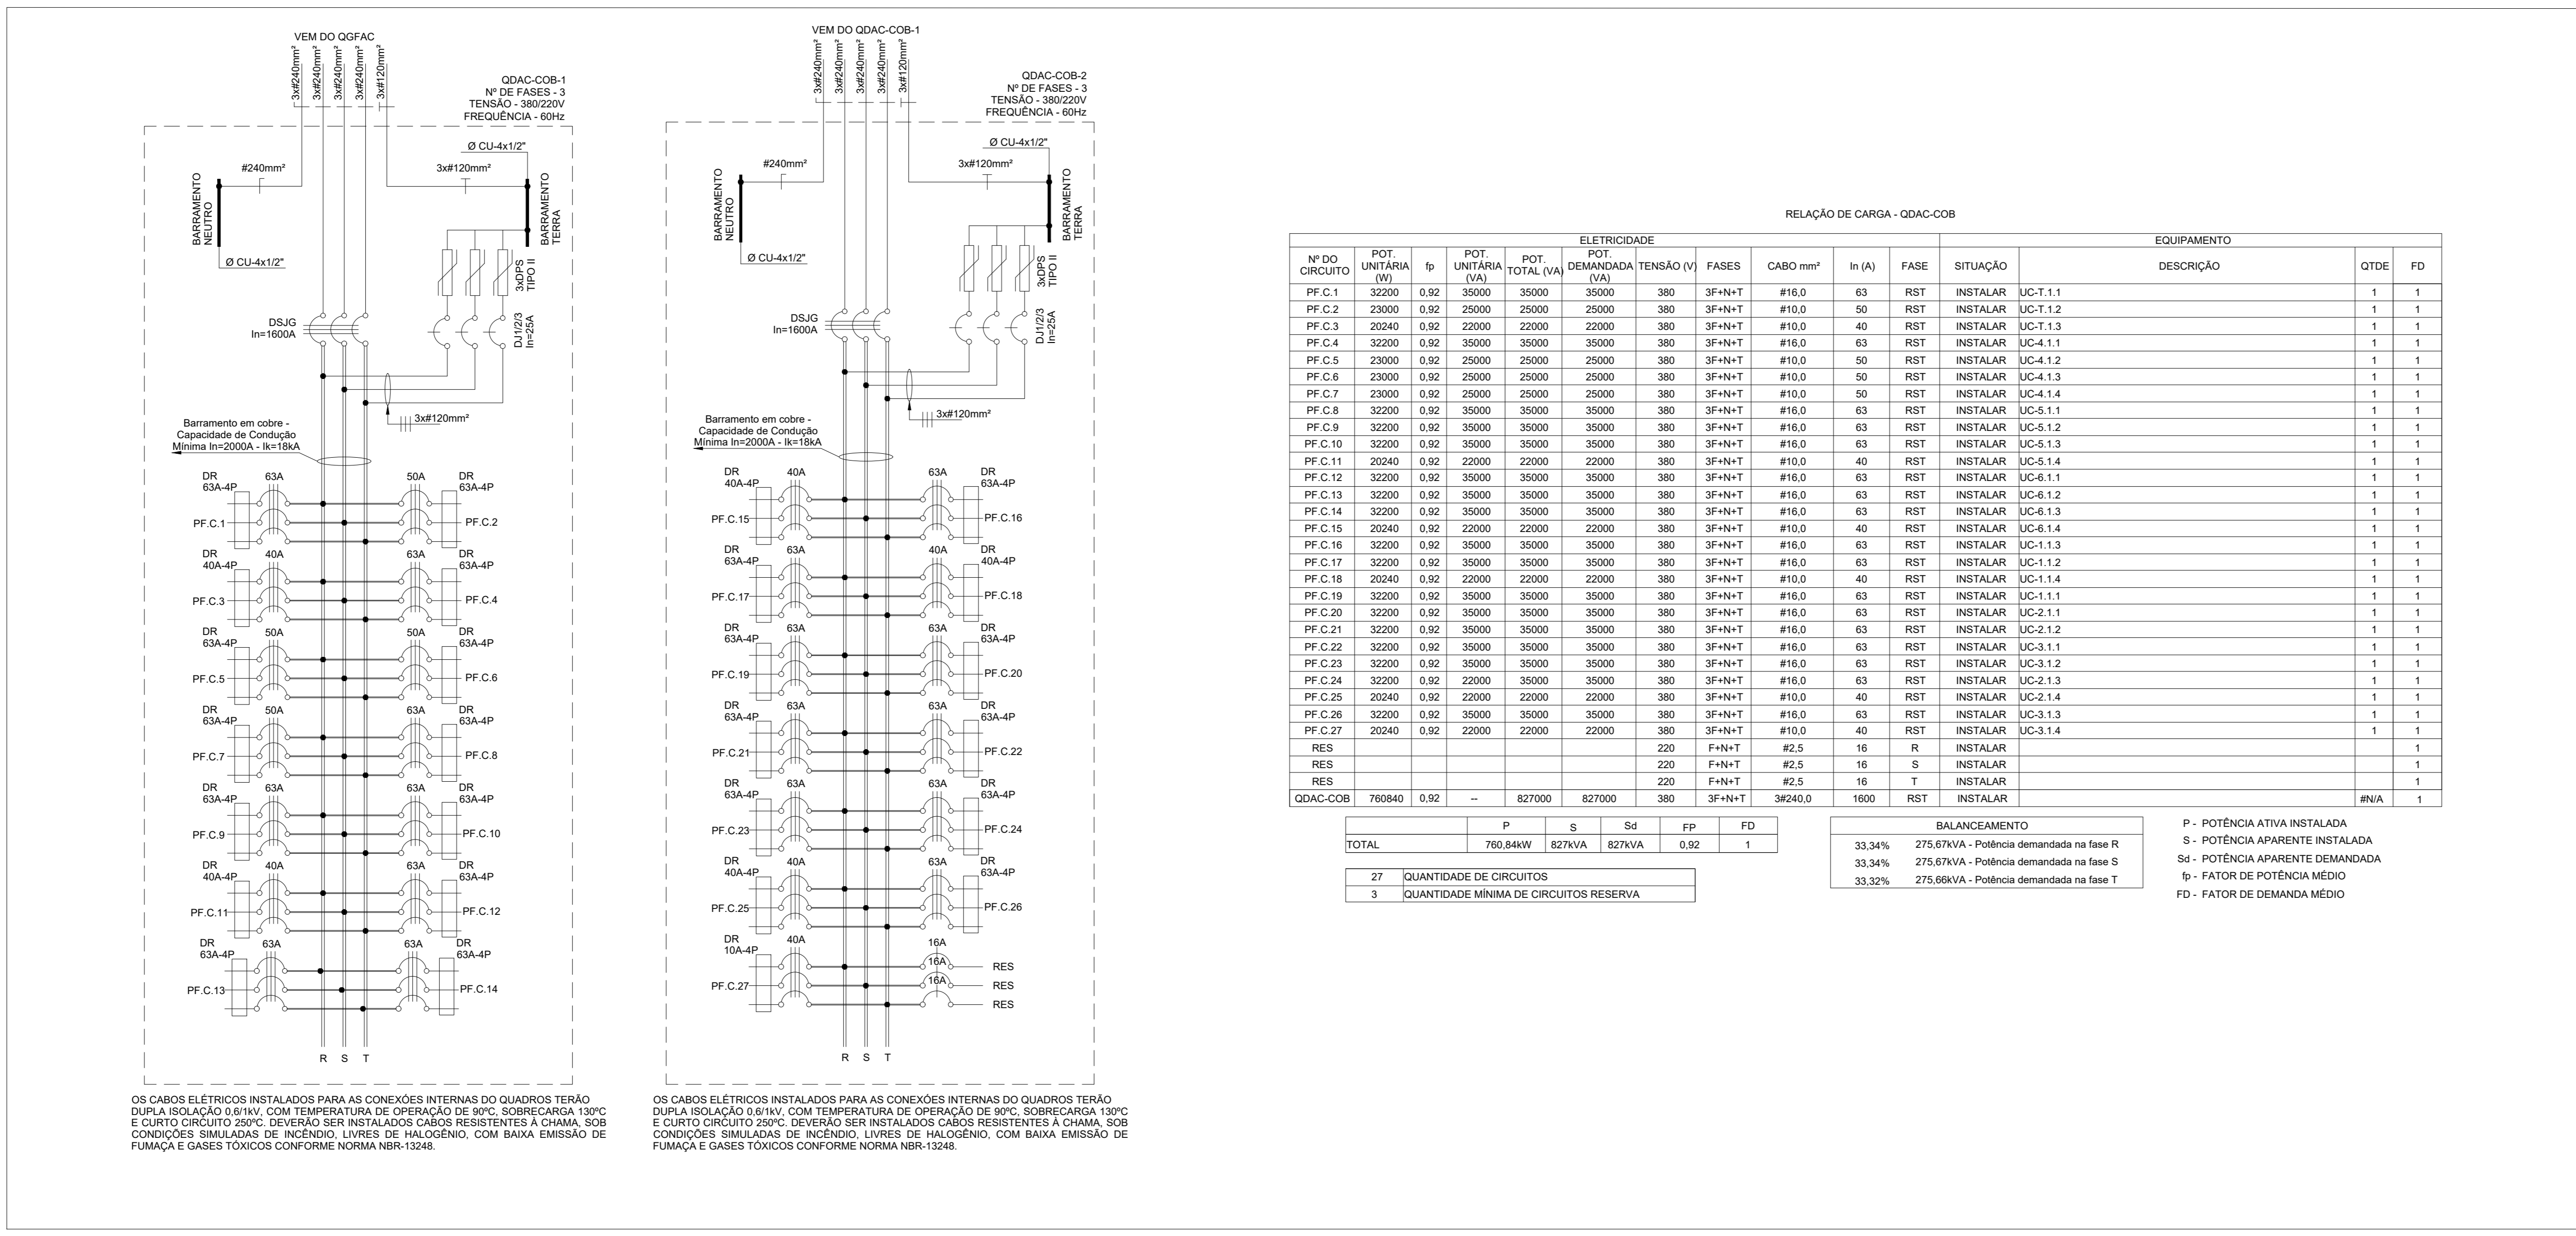 VEM DO QGFAC
3x#240mm²
3x#240mm²
3x#240mm²
3x#240mm²
3x#120mm²
QDAC-COB-1
Nº DE FASES - 3
TENSÃO - 380/220V
FREQUÊNCIA - 60Hz
Ø CU-4x1/2"
#240mm²
3x#120mm²
BARRAMENTO
NEUTRO
BARRAMENTO
TERRA
Ø CU-4x1/2"
3xDPS
TIPO II
DSJG
In=1600A
DJ1/2/3
In=25A
3x#120mm²
Barramento em cobre -
Capacidade de Condução
Mínima In=2000A - Ik=18kA
DR
63A-4P
63A
50A
DR
63A-4P
PF.C.1
PF.C.2
DR
40A-4P
40A
63A
DR
63A-4P
PF.C.3
PF.C.4
DR
63A-4P
50A
50A
DR
63A-4P
PF.C.5
PF.C.6
DR
63A-4P
50A
63A
DR
63A-4P
PF.C.7
PF.C.8
DR
63A-4P
63A
63A
DR
63A-4P
PF.C.9
PF.C.10
DR
40A-4P
40A
63A
DR
63A-4P
PF.C.11
PF.C.12
DR
63A-4P
63A
63A
DR
63A-4P
PF.C.13
PF.C.14
R S T
OS CABOS ELÉTRICOS INSTALADOS PARA AS CONEXÓES INTERNAS DO QUADROS TERÃO
DUPLA ISOLAÇÃO 0,6/1kV, COM TEMPERATURA DE OPERAÇÃO DE 90ºC, SOBRECARGA 130ºC
E CURTO CIRCUITO 250ºC. DEVERÃO SER INSTALADOS CABOS RESISTENTES À CHAMA, SOB
CONDIÇÕES SIMULADAS DE INCÊNDIO, LIVRES DE HALOGÊNIO, COM BAIXA EMISSÃO DE
FUMAÇA E GASES TÓXICOS CONFORME NORMA NBR-13248.
VEM DO QDAC-COB-1
3x#240mm²
3x#240mm²
3x#240mm²
3x#240mm²
3x#120mm²
QDAC-COB-2
Nº DE FASES - 3
TENSÃO - 380/220V
FREQUÊNCIA - 60Hz
Ø CU-4x1/2"
#240mm²
3x#120mm²
BARRAMENTO
NEUTRO
BARRAMENTO
TERRA
Ø CU-4x1/2"
3xDPS
TIPO II
DSJG
In=1600A
DJ1/2/3
In=25A
3x#120mm²
Barramento em cobre -
Capacidade de Condução
Mínima In=2000A - Ik=18kA
DR
40A-4P
40A
63A
DR
63A-4P
PF.C.15
PF.C.16
DR
63A-4P
63A
40A
DR
40A-4P
PF.C.17
PF.C.18
DR
63A-4P
63A
63A
DR
63A-4P
PF.C.19
PF.C.20
DR
63A-4P
63A
63A
DR
63A-4P
PF.C.21
PF.C.22
DR
63A-4P
63A
63A
DR
63A-4P
PF.C.23
PF.C.24
DR
40A-4P
40A
63A
DR
63A-4P
PF.C.25
PF.C.26
DR
10A-4P
40A
16A
16A
RES
16A
PF.C.27
RES
RES
R S T
OS CABOS ELÉTRICOS INSTALADOS PARA AS CONEXÓES INTERNAS DO QUADROS TERÃO
DUPLA ISOLAÇÃO 0,6/1kV, COM TEMPERATURA DE OPERAÇÃO DE 90ºC, SOBRECARGA 130ºC
E CURTO CIRCUITO 250ºC. DEVERÃO SER INSTALADOS CABOS RESISTENTES À CHAMA, SOB
CONDIÇÕES SIMULADAS DE INCÊNDIO, LIVRES DE HALOGÊNIO, COM BAIXA EMISSÃO DE
FUMAÇA E GASES TÓXICOS CONFORME NORMA NBR-13248.
RELAÇÃO DE CARGA - QDAC-COB
ELETRICIDADE EQUIPAMENTO
Nº DO CIRCUITO POT. UNITÁRIA (W) fp POT. UNITÁRIA (VA) POT. TOTAL (VA) POT. DEMANDADA (VA) TENSÃO (V) FASES CABO mm² In (A) FASE SITUAÇÃO DESCRIÇÃO QTDE FD
PF.C.1 32200 0,92 35000 35000 35000 380 3F+N+T #16,0 63 RST INSTALAR UC-T.1.1 1 1
PF.C.2 23000 0,92 25000 25000 25000 380 3F+N+T #10,0 50 RST INSTALAR UC-T.1.2 1 1
PF.C.3 20240 0,92 22000 22000 22000 380 3F+N+T #10,0 40 RST INSTALAR UC-T.1.3 1 1
PF.C.4 32200 0,92 35000 35000 35000 380 3F+N+T #16,0 63 RST INSTALAR UC-4.1.1 1 1
PF.C.5 23000 0,92 25000 25000 25000 380 3F+N+T #10,0 50 RST INSTALAR UC-4.1.2 1 1
PF.C.6 23000 0,92 25000 25000 25000 380 3F+N+T #10,0 50 RST INSTALAR UC-4.1.3 1 1
PF.C.7 23000 0,92 25000 25000 25000 380 3F+N+T #10,0 50 RST INSTALAR UC-4.1.4 1 1
PF.C.8 32200 0,92 35000 35000 35000 380 3F+N+T #16,0 63 RST INSTALAR UC-5.1.1 1 1
PF.C.9 32200 0,92 35000 35000 35000 380 3F+N+T #16,0 63 RST INSTALAR UC-5.1.2 1 1
PF.C.10 32200 0,92 35000 35000 35000 380 3F+N+T #16,0 63 RST INSTALAR UC-5.1.3 1 1
PF.C.11 20240 0,92 22000 22000 22000 380 3F+N+T #10,0 40 RST INSTALAR UC-5.1.4 1 1
PF.C.12 32200 0,92 35000 35000 35000 380 3F+N+T #16,0 63 RST INSTALAR UC-6.1.1 1 1
PF.C.13 32200 0,92 35000 35000 35000 380 3F+N+T #16,0 63 RST INSTALAR UC-6.1.2 1 1
PF.C.14 32200 0,92 35000 35000 35000 380 3F+N+T #16,0 63 RST INSTALAR UC-6.1.3 1 1
PF.C.15 20240 0,92 22000 22000 22000 380 3F+N+T #10,0 40 RST INSTALAR UC-6.1.4 1 1
PF.C.16 32200 0,92 35000 35000 35000 380 3F+N+T #16,0 63 RST INSTALAR UC-1.1.3 1 1
PF.C.17 32200 0,92 35000 35000 35000 380 3F+N+T #16,0 63 RST INSTALAR UC-1.1.2 1 1
PF.C.18 20240 0,92 22000 22000 22000 380 3F+N+T #10,0 40 RST INSTALAR UC-1.1.4 1 1
PF.C.19 32200 0,92 35000 35000 35000 380 3F+N+T #16,0 63 RST INSTALAR UC-1.1.1 1 1
PF.C.20 32200 0,92 35000 35000 35000 380 3F+N+T #16,0 63 RST INSTALAR UC-2.1.1 1 1
PF.C.21 32200 0,92 35000 35000 35000 380 3F+N+T #16,0 63 RST INSTALAR UC-2.1.2 1 1
PF.C.22 32200 0,92 35000 35000 35000 380 3F+N+T #16,0 63 RST INSTALAR UC-3.1.1 1 1
PF.C.23 32200 0,92 35000 35000 35000 380 3F+N+T #16,0 63 RST INSTALAR UC-3.1.2 1 1
PF.C.24 32200 0,92 22000 22000 22000 380 3F+N+T #16,0 63 RST INSTALAR UC-2.1.3 1 1
PF.C.25 20240 0,92 22000 22000 22000 380 3F+N+T #10,0 40 RST INSTALAR UC-2.1.4 1 1
PF.C.26 32200 0,92 35000 35000 35000 380 3F+N+T #16,0 63 RST INSTALAR UC-3.1.3 1 1
PF.C.27 20240 0,92 22000 22000 22000 380 3F+N+T #10,0 40 RST INSTALAR UC-3.1.4 1 1
RES 220 F+N+T #2,5 16 R INSTALAR 1
RES 220 F+N+T #2,5 16 S INSTALAR 1
RES 220 F+N+T #2,5 16 T INSTALAR 1
QDAC-COB 760840 0,92 -- 827000 827000 380 3F+N+T 3#240,0 1600 RST INSTALAR #N/A 1
P S Sd FP FD
TOTAL 760,84kW 827kVA 827kVA 0,92 1
27 QUANTIDADE DE CIRCUITOS
3 QUANTIDADE MÍNIMA DE CIRCUITOS RESERVA
BALANCEAMENTO
33,34% 275,67kVA - Potência demandada na fase R
33,34% 275,67kVA - Potência demandada na fase S
33,32% 275,66kVA - Potência demandada na fase T
P - POTÊNCIA ATIVA INSTALADA
S - POTÊNCIA APARENTE INSTALADA
Sd - POTÊNCIA APARENTE DEMANDADA
fp - FATOR DE POTÊNCIA MÉDIO
FD - FATOR DE DEMANDA MÉDIO